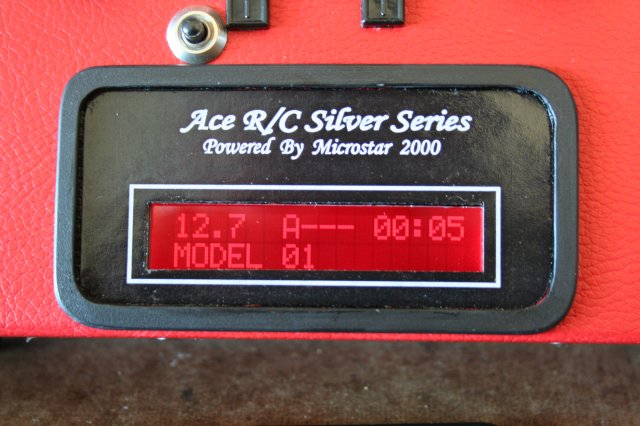 Ace R/C Silver Series
Powered By Microstar 2000
12.7 A--- 00:05
MODEL 01